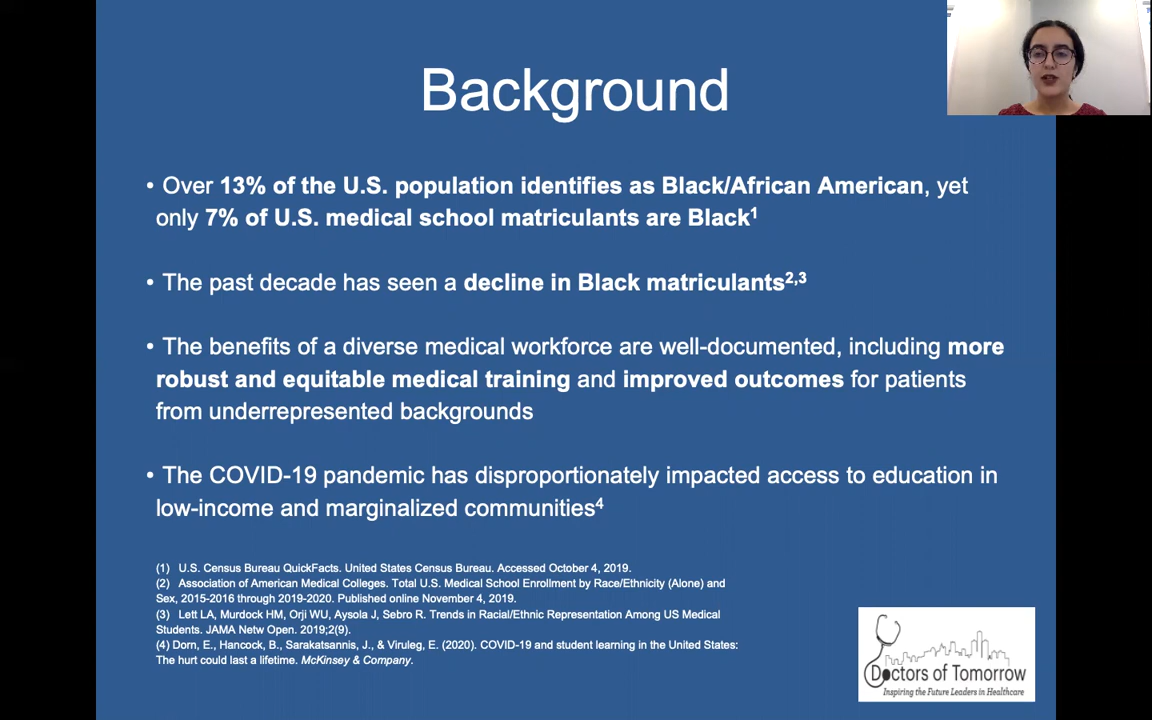 Background
• Over 13% of the U.S. population identifies as Black/African American, yet
only 7% of U.S. medical school matriculants are Black1
• The past decade has seen a decline in Black matriculants2,3
• The benefits of a diverse medical workforce are well-documented, including more
robust and equitable medical training and improved outcomes for patients
from underrepresented backgrounds
• The COVID-19 pandemic has disproportionately impacted access to education in
low-income and marginalized communities4
(1) U.S. Census Bureau QuickFacts. United States Census Bureau. Accessed October 4, 2019.
(2) Association of American Medical Colleges. Total U.S. Medical School Enrollment by Race/Ethnicity (Alone) and
Sex, 2015-2016 through 2019-2020. Published online November 4, 2019.
(3) Lett LA, Murdock HM, Orji WU, Aysola J, Sebro R. Trends in Racial/Ethnic Representation Among US Medical
Students. JAMA Netw Open. 2019;2(9).
(4) Dorn, E., Hancock, B., Sarakatsannis, J., & Viruleg, E. (2020). COVID-19 and student learning in the United States:
The hurt could last a lifetime. McKinsey & Company.
Doctors of Tomorrow
Inspiring the Future Leaders in Healthcare